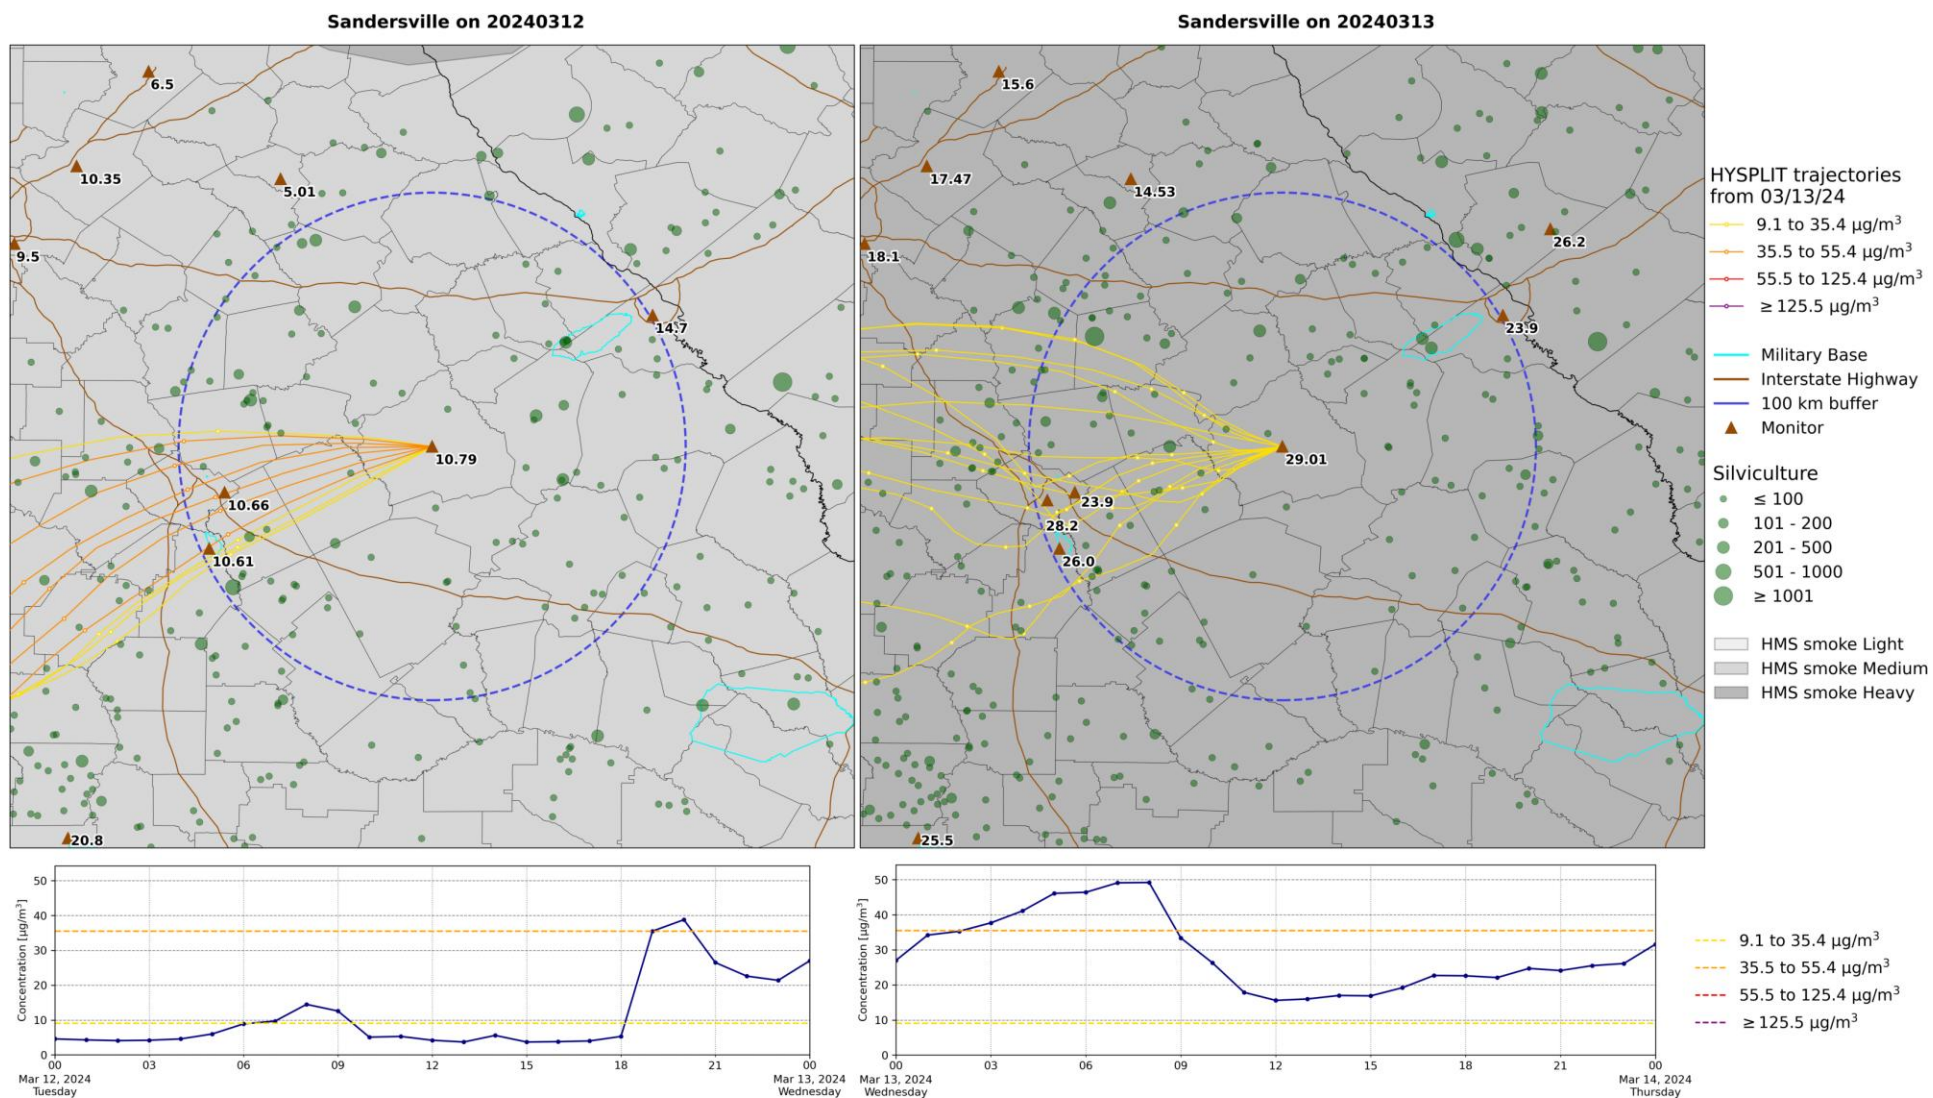 Sandersville on 20240312
6.5
10.35
5.01
9.5
14.7
10.79
10.66
10.61
20.8
Sandersville on 20240313
15.6
17.47
14.53
26.2
18.1
23.9
29.01
23.9
28.2
26.0
25.5
HYSPLIT trajectories
from 03/13/24
9.1 to 35.4 µg/m³
35.5 to 55.4 µg/m³
55.5 to 125.4 µg/m³
≥ 125.5 µg/m³
Military Base
Interstate Highway
100 km buffer
Monitor
Silviculture
≤ 100
101 - 200
201 - 500
501 - 1000
≥ 1001
HMS smoke Light
HMS smoke Medium
HMS smoke Heavy
Concentration [µg/m³]
50
40
30
20
10
0
00
03
06
09
12
15
18
21
00
Mar 12, 2024
Tuesday
Mar 13, 2024
Wednesday
Concentration [µg/m³]
50
40
30
20
10
0
00
03
06
09
12
15
18
21
00
Mar 13, 2024
Wednesday
Mar 14, 2024
Thursday
9.1 to 35.4 µg/m³
35.5 to 55.4 µg/m³
55.5 to 125.4 µg/m³
≥ 125.5 µg/m³